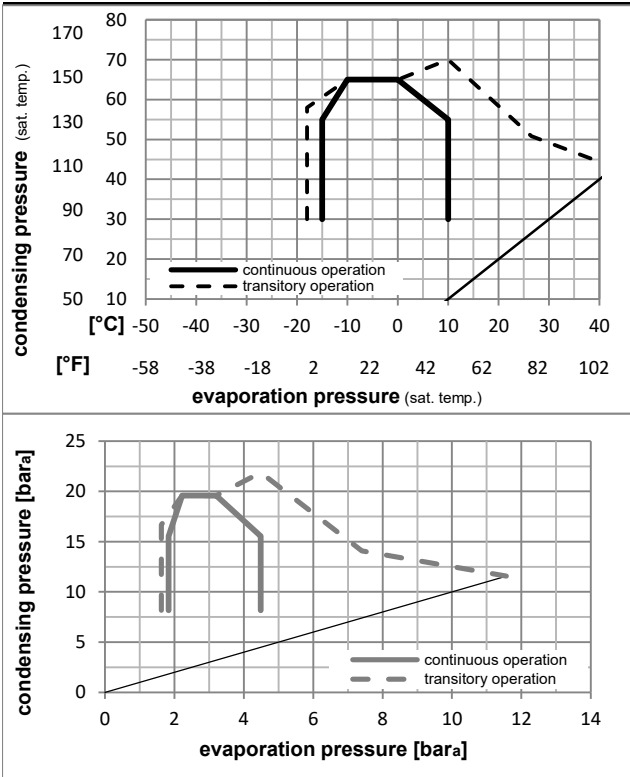 condensing pressure (sat. temp.)
170 80
70
150 60
130 50
110 40
90 30
70 20
50 10
continuous operation
transitory operation
[°C] -50 -40 -30 -20 -10 0 10 20 30 40
[°F] -58 -38 -18 2 22 42 62 82 102
evaporation pressure (sat. temp.)
condensing pressure [bara]
25
20
15
10
5
0
continuous operation
transitory operation
0 2 4 6 8 10 12 14
evaporation pressure [bara]